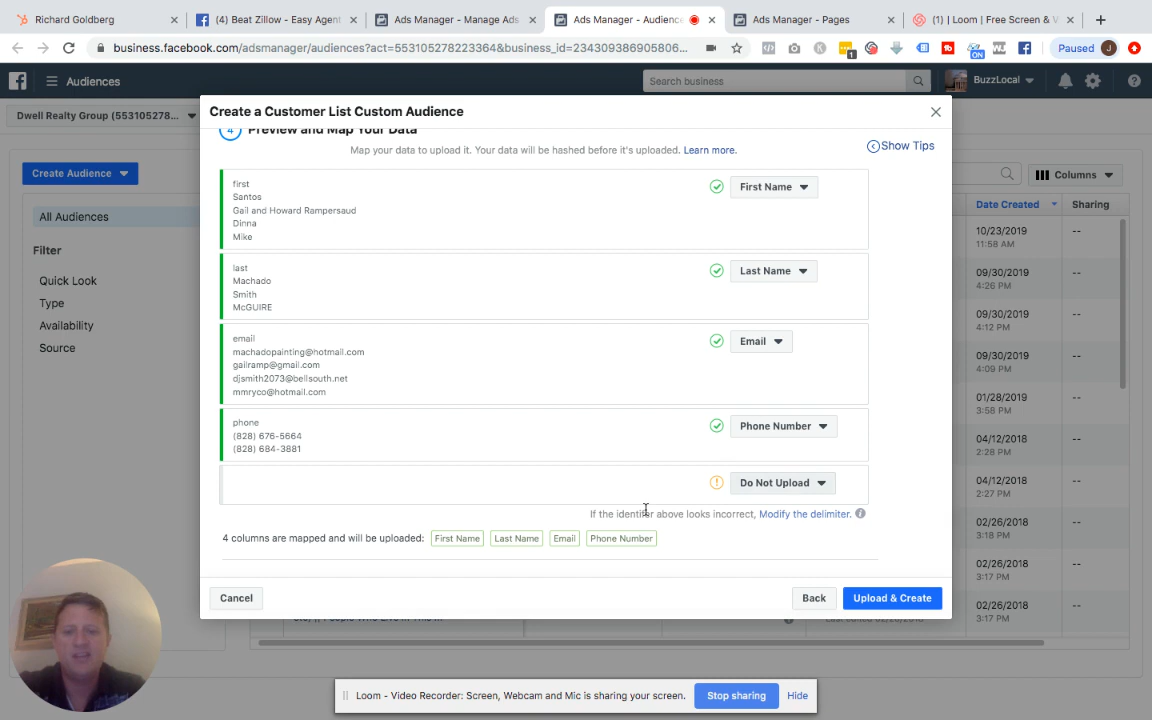 Richard Goldberg
(4) Beat Zillow - Easy Agent
Ads Manager - Manage Ads
Ads Manager - Audience
Ads Manager - Pages
(1) | Loom | Free Screen & V
business.facebook.com/adsmanager/audiences?act=553105278223364&business_id=234309386905806...
1
ON
Paused
J
Audiences
Search business
BuzzLocal
Dwell Realty Group (553105278...
Create a Customer List Custom Audience
4 Preview and Map Your Data
Map your data to upload it. Your data will be hashed before it's uploaded. Learn more.
Show Tips
Create Audience
Columns
All Audiences
Filter
Quick Look
Type
Availability
Source
first
Santos
Gail and Howard Rampersaud
Dinna
Mike
First Name
last
Machado
Smith
McGUIRE
Last Name
email
machadopainting@hotmail.com
gailramp@gmail.com
djsmith2073@bellsouth.net
mmryco@hotmail.com
Email
phone
(828) 676-5664
(828) 684-3881
Phone Number
Do Not Upload
If the identifier above looks incorrect, Modify the delimiter.
4 columns are mapped and will be uploaded: First Name Last Name Email Phone Number
Cancel
Back
Upload & Create
Date Created
Sharing
10/23/2019
11:58 AM
--
09/30/2019
4:26 PM
--
09/30/2019
4:12 PM
--
09/30/2019
4:09 PM
--
01/28/2019
3:58 PM
--
04/12/2018
2:28 PM
--
04/12/2018
2:27 PM
--
02/26/2018
3:18 PM
--
02/26/2018
3:17 PM
--
02/26/2018
3:17 PM
--
Loom - Video Recorder: Screen, Webcam and Mic is sharing your screen.
Stop sharing
Hide